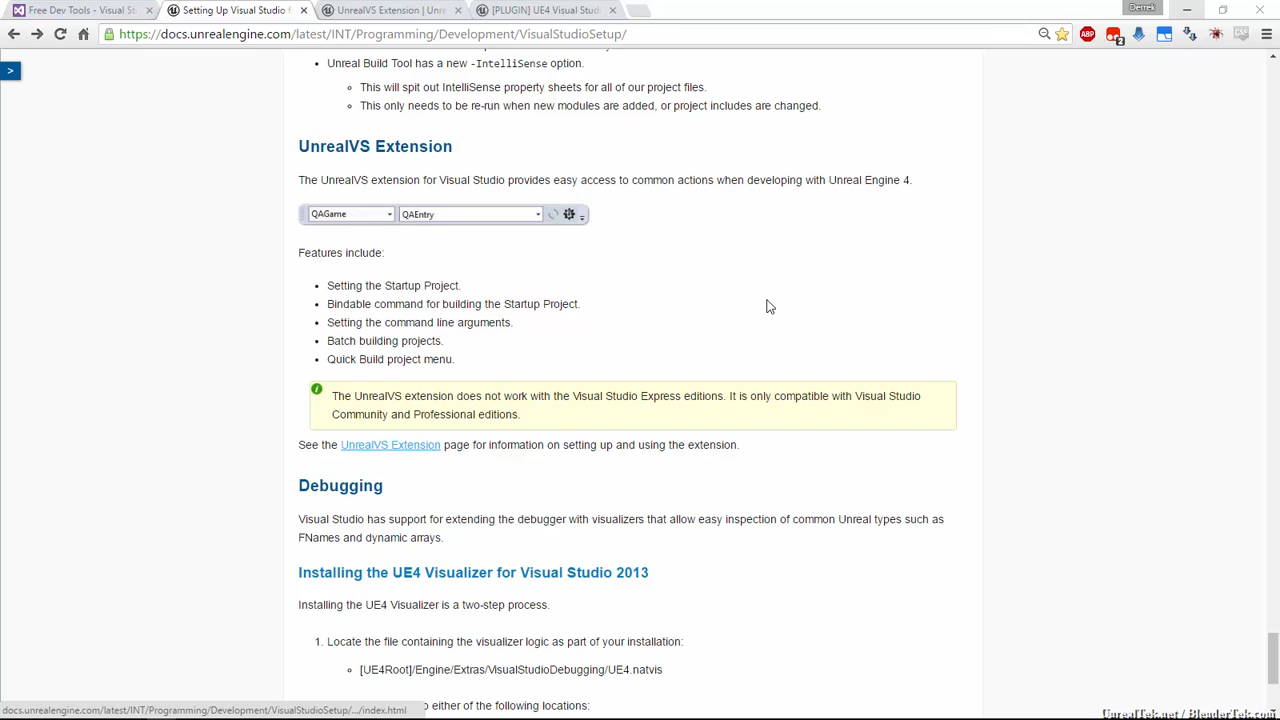 Free Dev Tools - Visual St
Setting Up Visual Studio f
UnrealVS Extension | Unre
[PLUGIN] UE4 Visual Studi
Derrek
https://docs.unrealengine.com/latest/INT/Programming/Development/VisualStudioSetup/
ABP
2
>
Unreal Build Tool has a new -IntelliSense option.
This will spit out IntelliSense property sheets for all of our project files.
This only needs to be re-run when new modules are added, or project includes are changed.
UnrealVS Extension
The UnrealVS extension for Visual Studio provides easy access to common actions when developing with Unreal Engine 4.
QAGame
QAEntry
Features include:
Setting the Startup Project.
Bindable command for building the Startup Project.
Setting the command line arguments.
Batch building projects.
Quick Build project menu.
The UnrealVS extension does not work with the Visual Studio Express editions. It is only compatible with Visual Studio
Community and Professional editions.
See the UnrealVS Extension page for information on setting up and using the extension.
Debugging
Visual Studio has support for extending the debugger with visualizers that allow easy inspection of common Unreal types such as
FNames and dynamic arrays.
Installing the UE4 Visualizer for Visual Studio 2013
Installing the UE4 Visualizer is a two-step process.
1. Locate the file containing the visualizer logic as part of your installation:
[UE4Root]/Engine/Extras/VisualStudioDebugging/UE4.natvis
o either of the following locations:
docs.unrealengine.com/latest/INT/Programming/Development/VisualStudioSetup/.../index.html
UnrealTek.net / BlenderTek.com